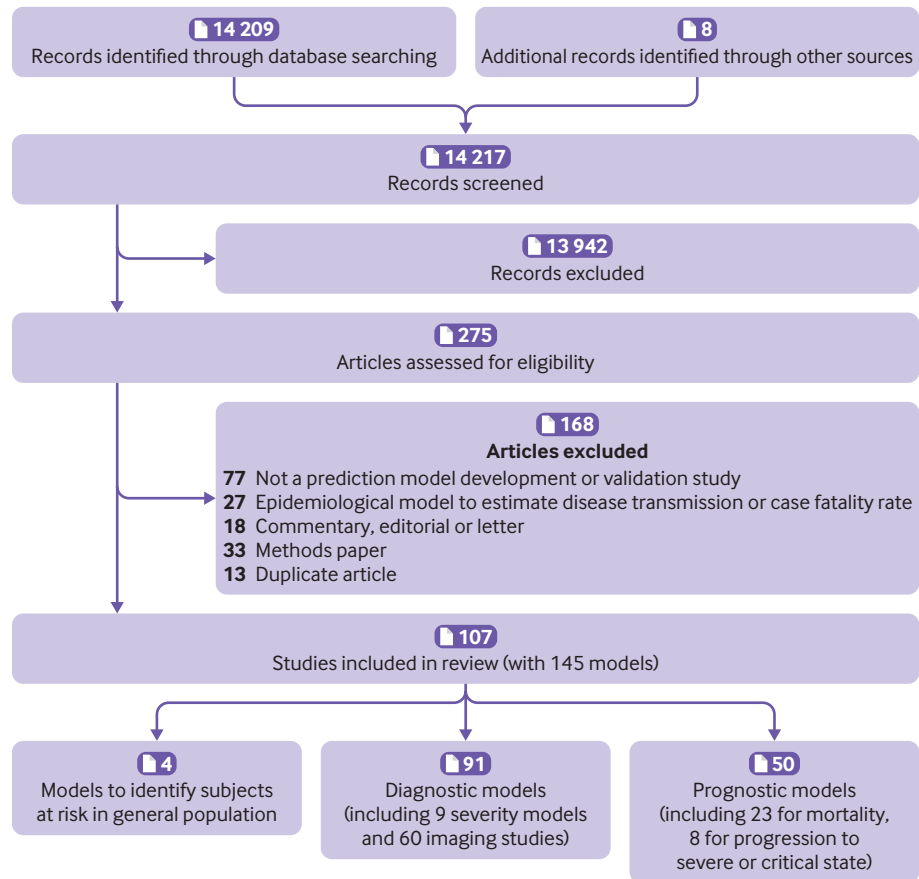 14 209
Records identified through database searching
8
Additional records identified through other sources
14 217
Records screened
13 942
Records excluded
275
Articles assessed for eligibility
168
Articles excluded
77 Not a prediction model development or validation study
27 Epidemiological model to estimate disease transmission or case fatality rate
18 Commentary, editorial or letter
33 Methods paper
13 Duplicate article
107
Studies included in review (with 145 models)
4
Models to identify subjects
at risk in general population
91
Diagnostic models
(including 9 severity models
and 60 imaging studies)
50
Prognostic models
(including 23 for mortality,
8 for progression to
severe or critical state)